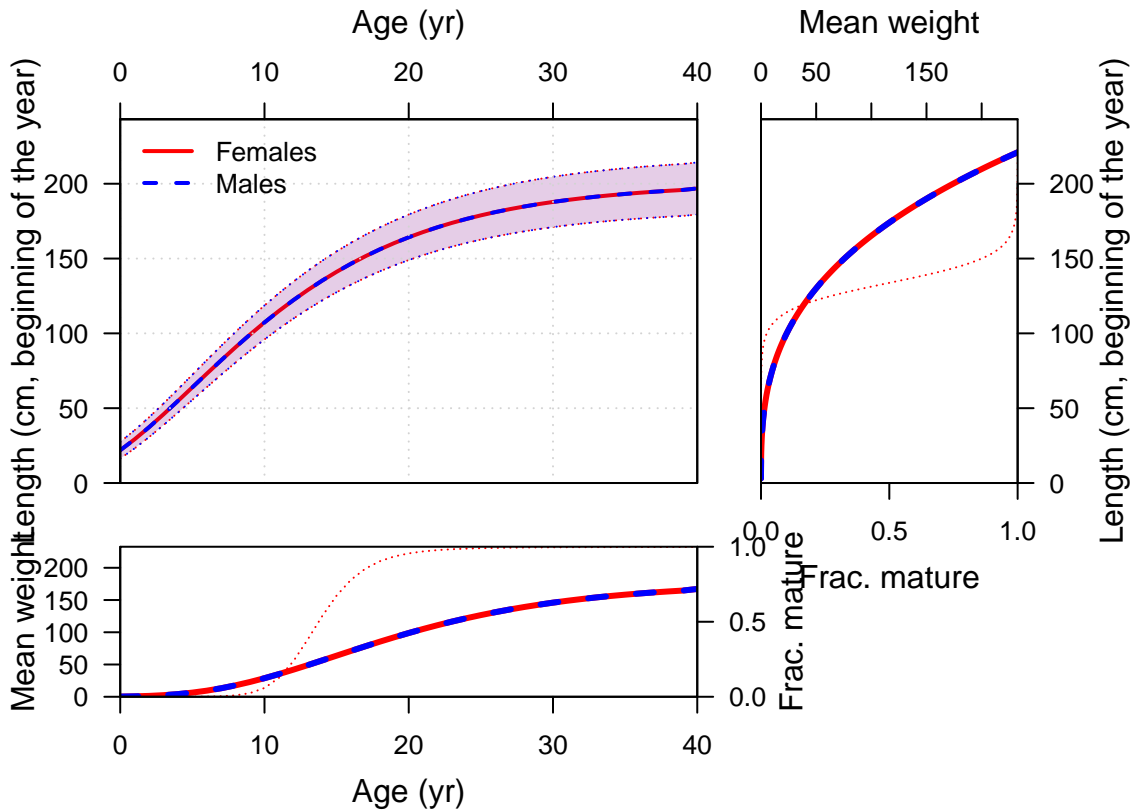 Age (yr)
0 10 20 30 40
Length (cm, beginning of the year)
200
150
100
50
0
Females
Males
Mean weight
0 50 150
Length (cm, beginning of the year)
200
150
100
50
0
0.0 0.5 1.0
Frac. mature
Mean weight
200
150
100
50
0
1.0
0.5
0.0
Frac. mature
0 10 20 30 40
Age (yr)